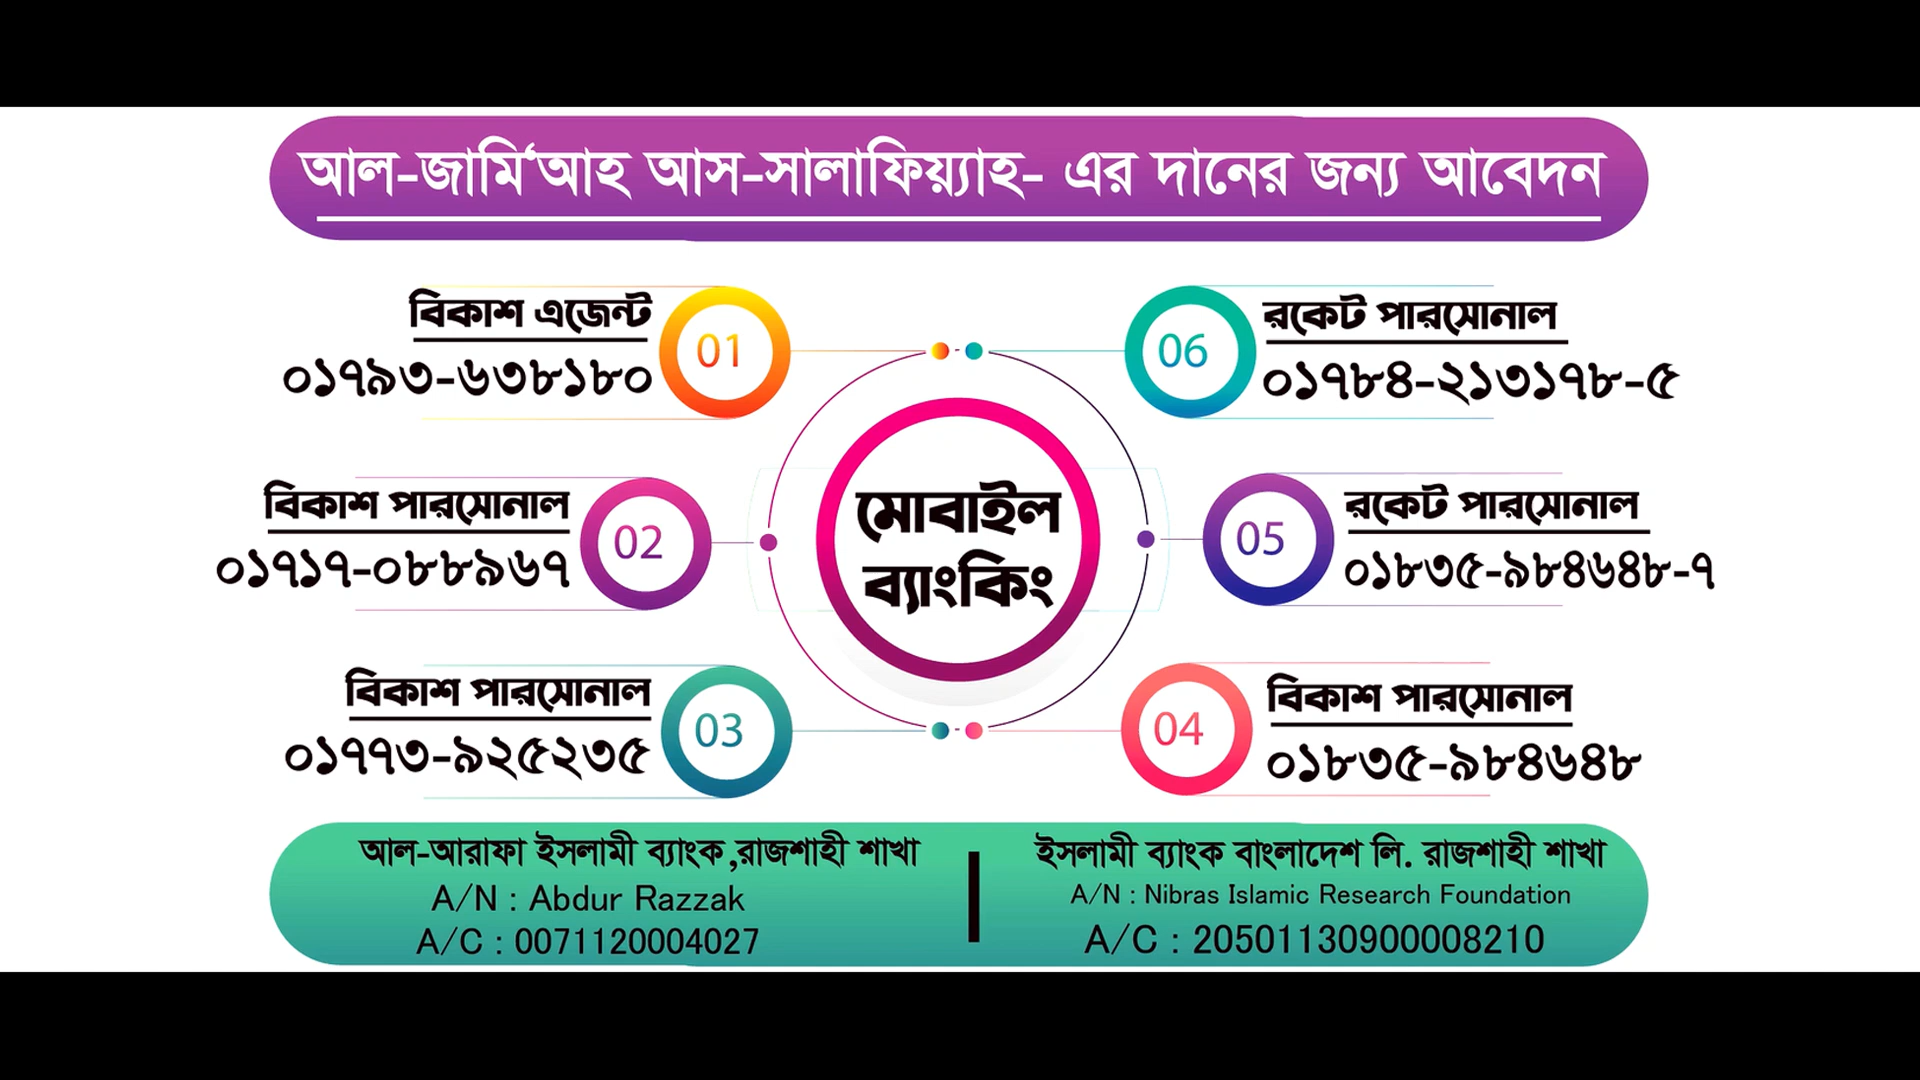 আল-জামি‘আহ আস-সালাফিয়্যাহ- এর দানের জন্য আবেদন
বিকাশ এজেন্ট
০১৭৯৩-৬৩৮১৮০
01
বিকাশ পারসোনাল
০১৭১৭-০৮৮৯৬৭
02
বিকাশ পারসোনাল
০১৭৭৩-৯২৫২৩৫
03
মোবাইল
ব্যাংকিং
06
রকেট পারসোনাল
০১৭৮৪-২১৩১৭৮-৫
05
রকেট পারসোনাল
০১৮৩৫-৯৮৪৬৪৮-৭
04
বিকাশ পারসোনাল
০১৮৩৫-৯৮৪৬৪৮
আল-আরাফা ইসলামী ব্যাংক,রাজশাহী শাখা
A/N : Abdur Razzak
A/C : 0071120004027
ইসলামী ব্যাংক বাংলাদেশ লি. রাজশাহী শাখা
A/N : Nibras Islamic Research Foundation
A/C : 20501130900008210